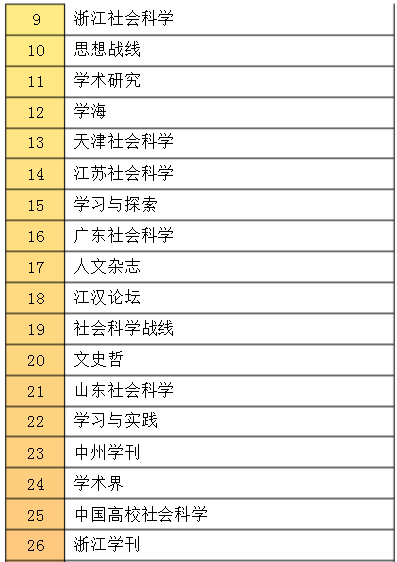 9 浙江社会科学
10 思想战线
11 学术研究
12 学海
13 天津社会科学
14 江苏社会科学
15 学习与探索
16 广东社会科学
17 人文杂志
18 江汉论坛
19 社会科学战线
20 文史哲
21 山东社会科学
22 学习与实践
23 中州学刊
24 学术界
25 中国高校社会科学
26 浙江学刊